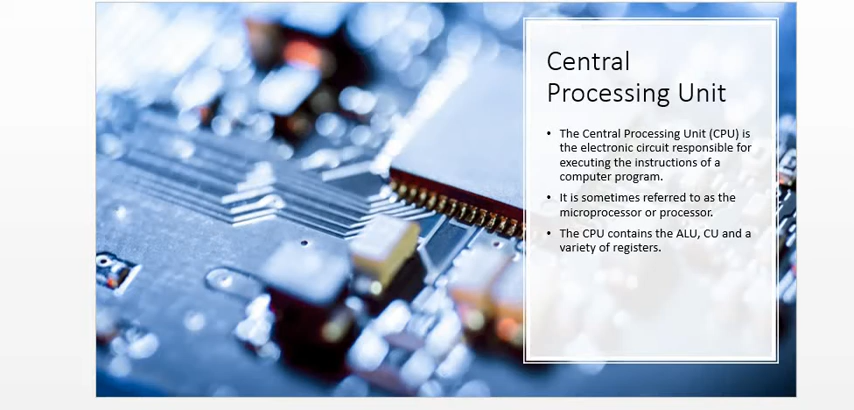 Central
Processing Unit
• The Central Processing Unit (CPU) is
the electronic circuit responsible for
executing the instructions of a
computer program.
• It is sometimes referred to as the
microprocessor or processor.
• The CPU contains the ALU, CU and a
variety of registers.